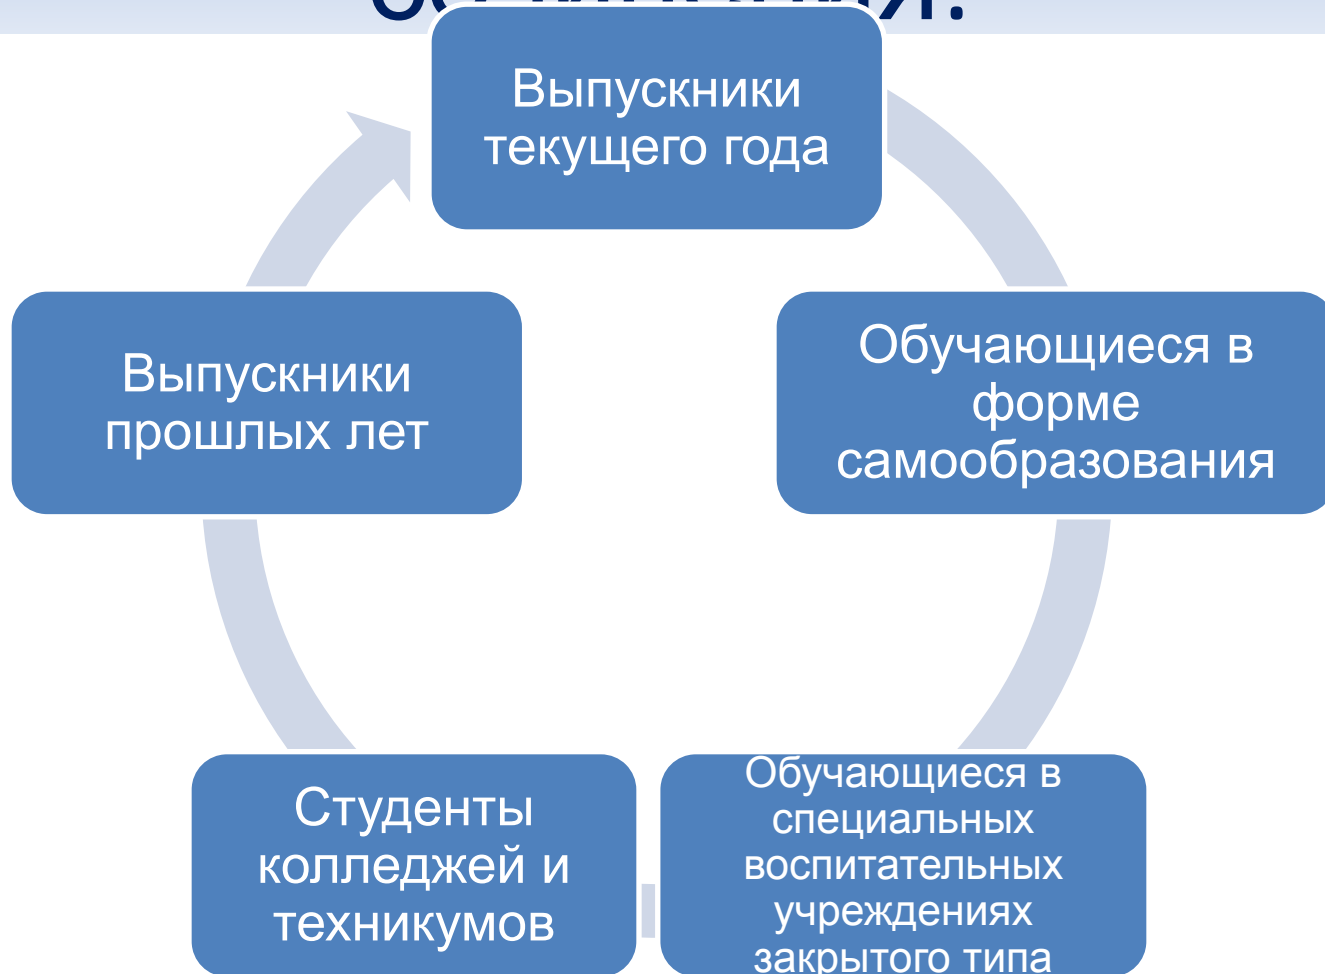 Выпускники
текущего года
Обучающиеся в
форме
самообразования
Обучающиеся в
специальных
воспитательных
учреждениях
закрытого типа
Студенты
колледжей и
техникумов
Выпускники
прошлых лет